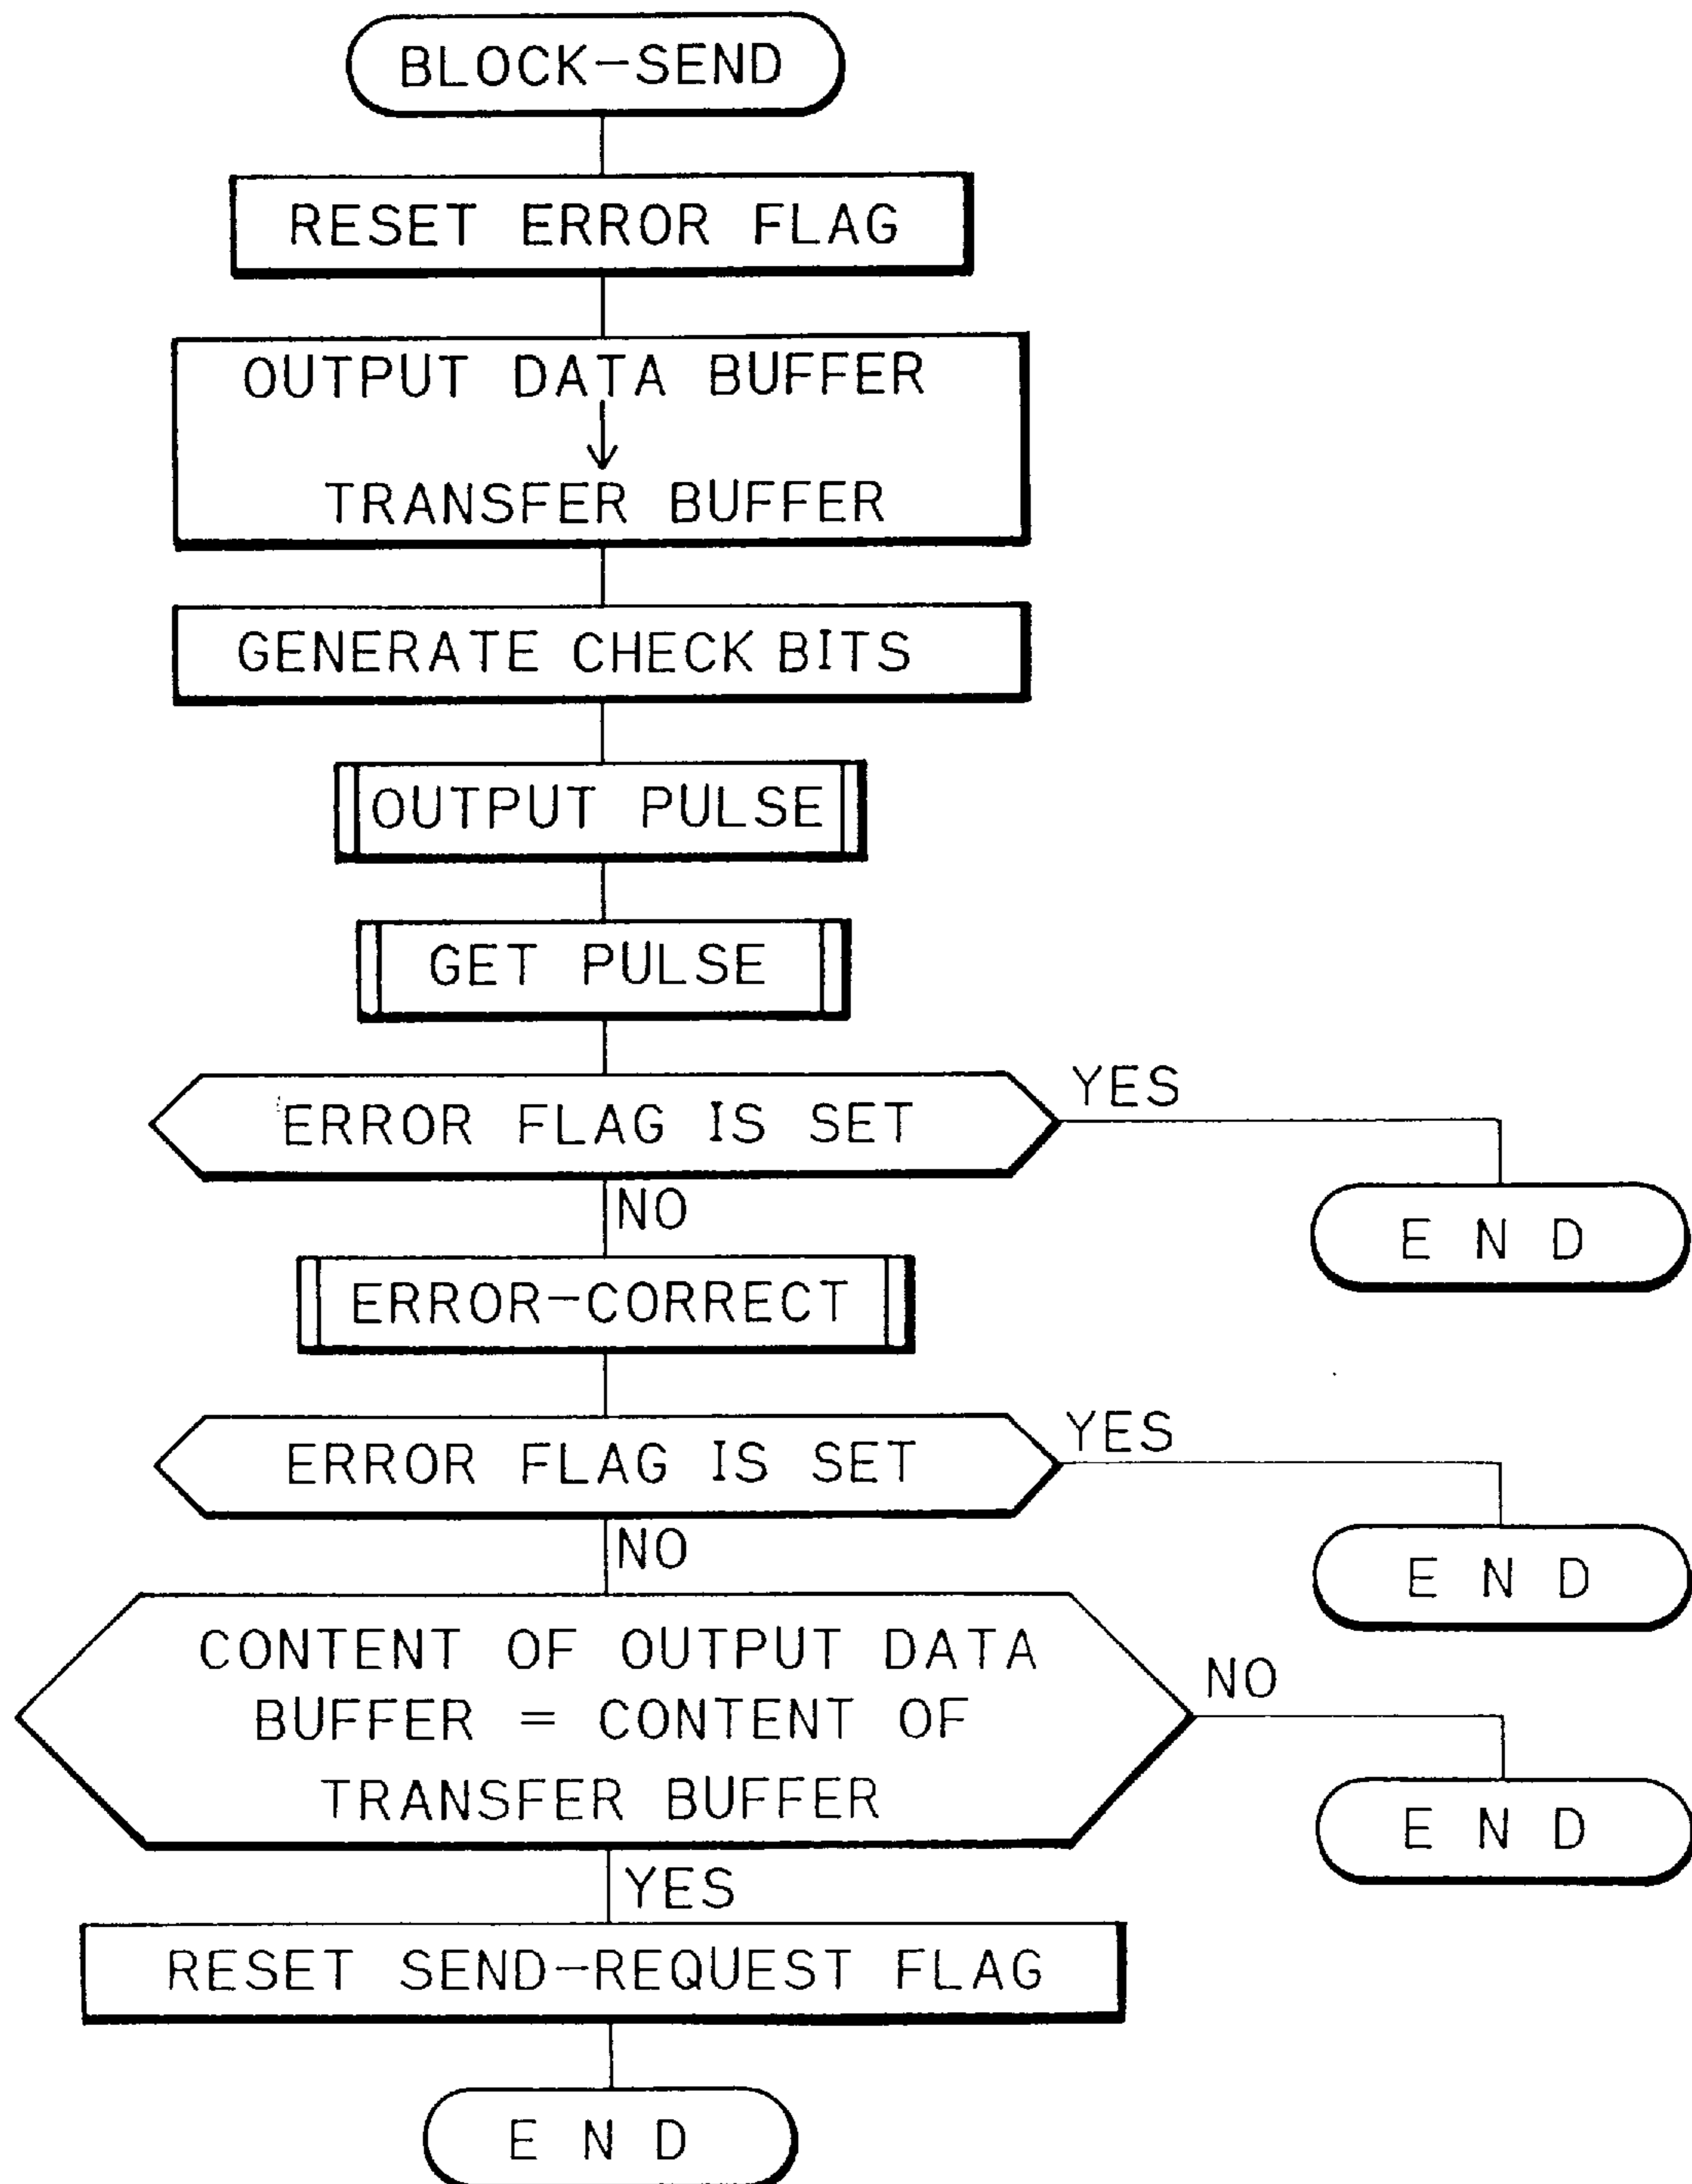 BLOCK-SEND
RESET ERROR FLAG
OUTPUT DATA BUFFER
TRANSFER BUFFER
GENERATE CHECK BITS
OUTPUT PULSE
GET PULSE
ERROR FLAG IS SET
YES
NO
E N D
ERROR-CORRECT
ERROR FLAG IS SET
YES
NO
E N D
CONTENT OF OUTPUT DATA
BUFFER = CONTENT OF
TRANSFER BUFFER
NO
E N D
YES
RESET SEND-REQUEST FLAG
E N D